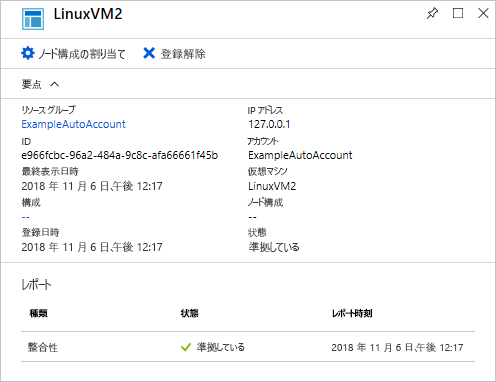 LinuxVM2
ノード構成の割り当て 登録解除
要点
リソース グループ IP アドレス
ExampleAutoAccount 127.0.0.1
ID アカウント
e966fcbc-96a2-484a-9c8c-afa66661f45b ExampleAutoAccount
最終表示日時 仮想マシン
2018 年 11 月 6 日、午後 12:17 LinuxVM2
構成 ノード構成
-- --
登録日時 状態
2018 年 11 月 6 日、午後 12:17 準拠している
レポート
種類 状態 レポート時刻
整合性 準拠している 2018 年 11 月 6 日、午後 12:17